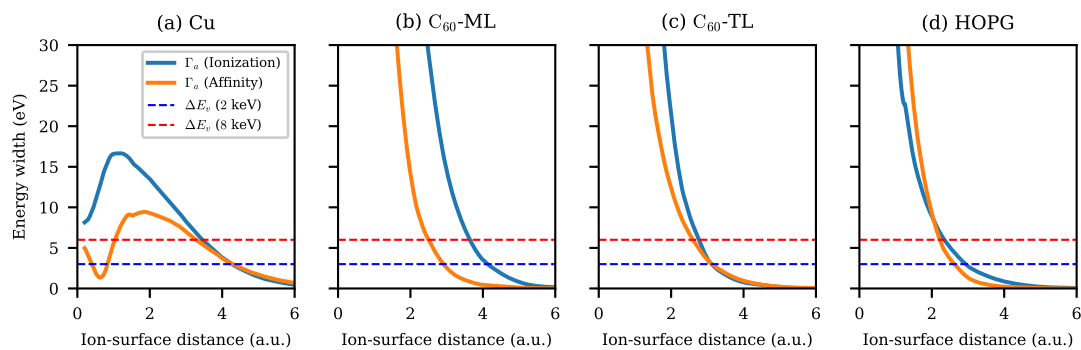 (a) Cu
(b) C₆₀-ML
(c) C₆₀-TL
(d) HOPG
Energy width (eV)
30
25
20
15
10
5
0
Γₐ (Ionization)
Γₐ (Affinity)
ΔEᵥ (2 keV)
ΔEᵥ (8 keV)
0 2 4 6
0 2 4 6
0 2 4 6
0 2 4 6
Ion-surface distance (a.u.)
Ion-surface distance (a.u.)
Ion-surface distance (a.u.)
Ion-surface distance (a.u.)